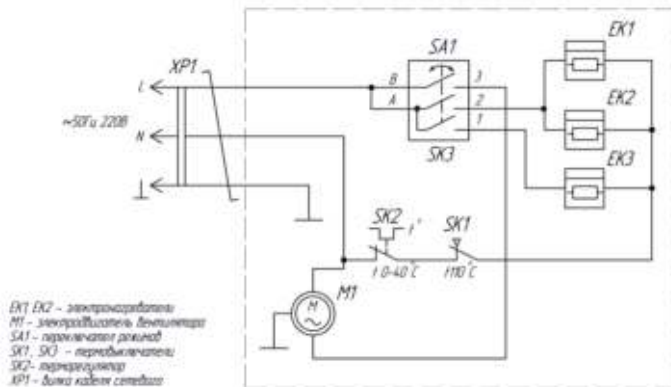 EK1
SA1
XP1
L
B
3
A
2
EK2
~50Гц 220В
N
1
SK3
EK3
SK2
t°
SK1
t 0-40°C
t110°C
M1
M
~
EK1, EK2 - электронагреватели
M1 - электродвигатель вентилятора
SA1 - переключател режимов
SK1, SK3 - термовыключатели
SK2- терморегулятор
XP1 - вилка кабеля сетевого